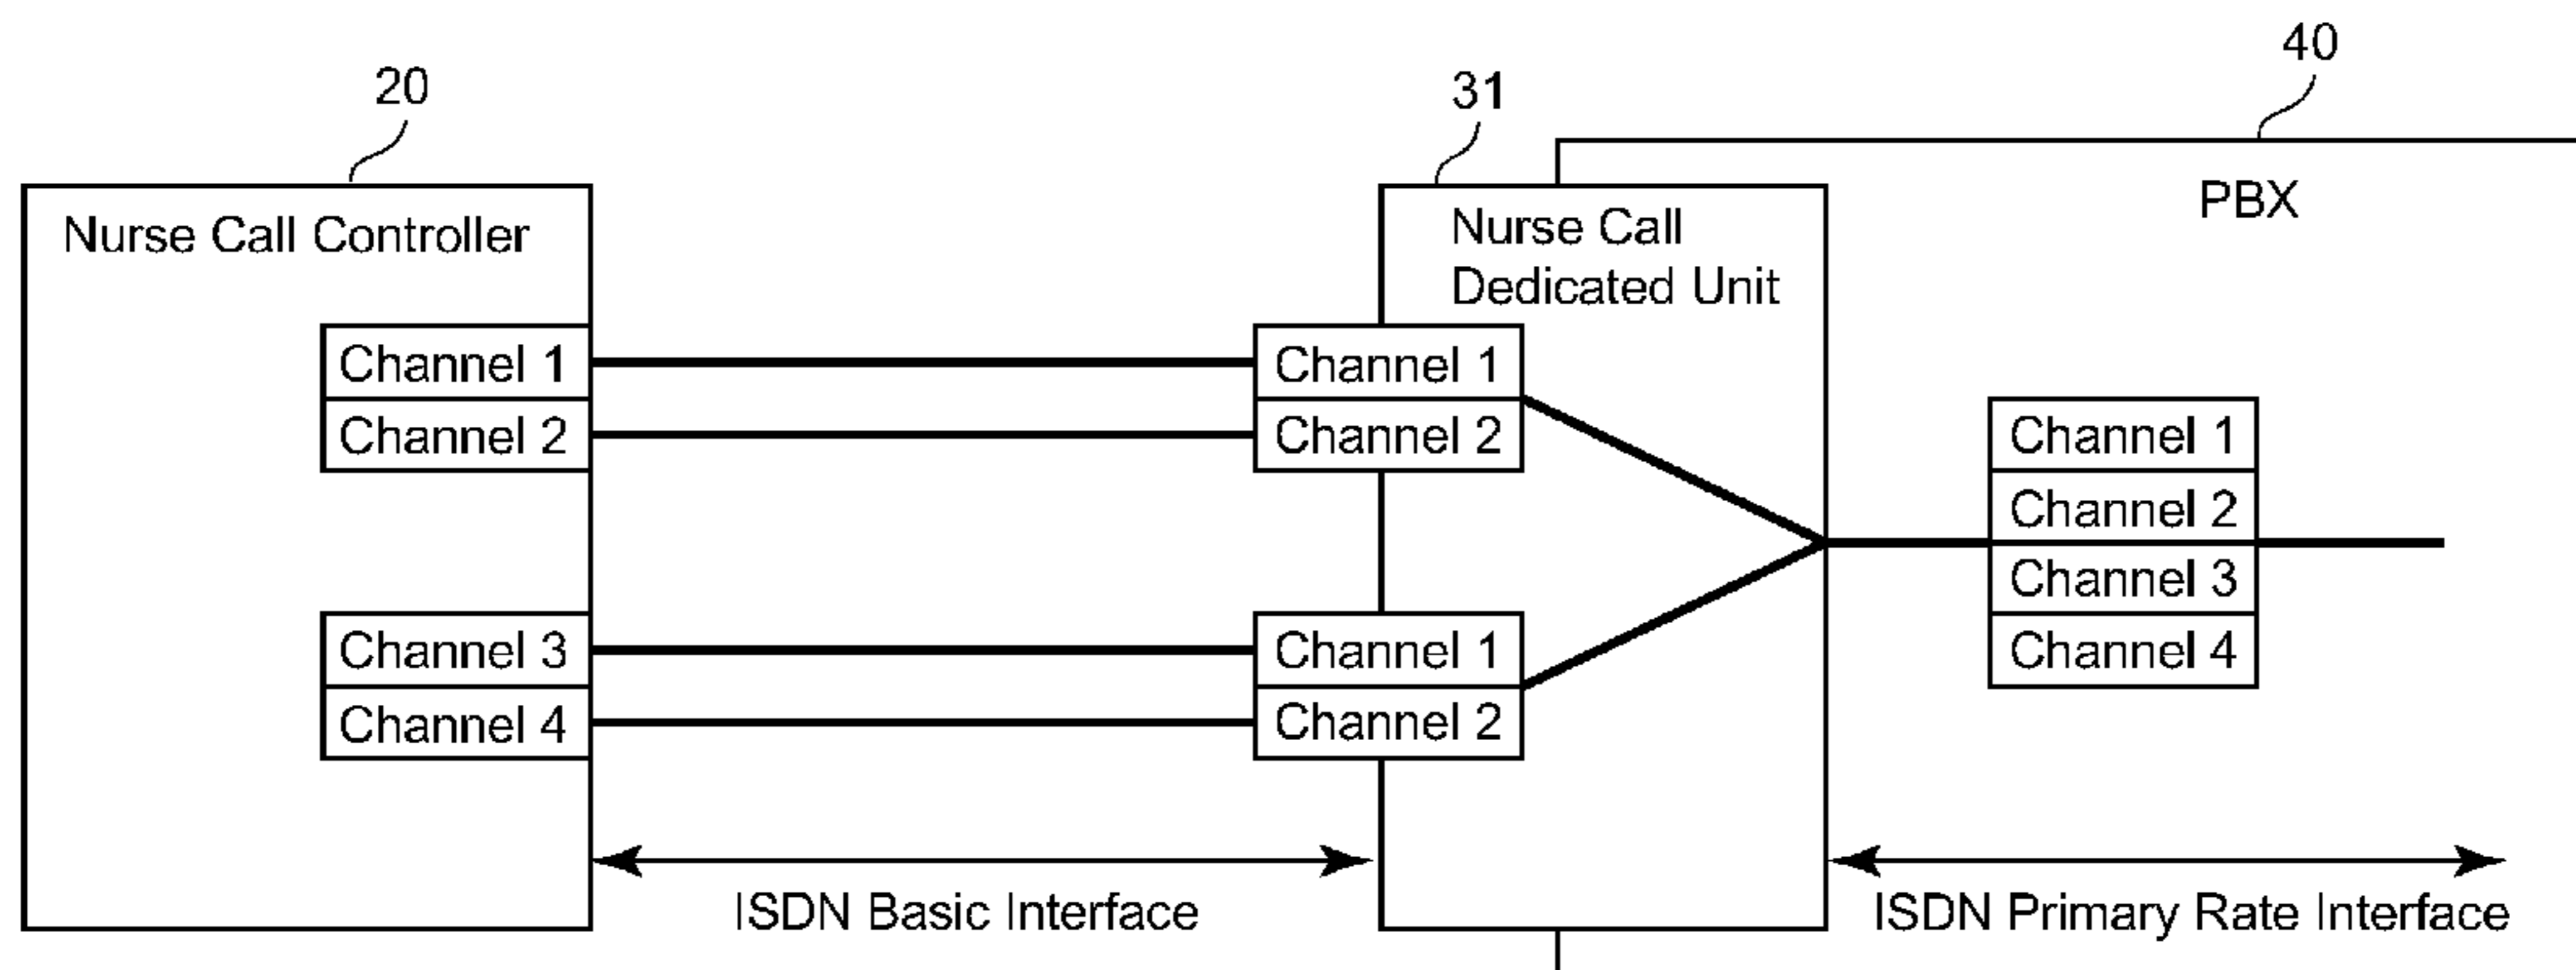 40
20
31
PBX
Nurse Call Controller
Nurse Call
Dedicated Unit
Channel 1
Channel 2
Channel 3
Channel 4
Channel 1
Channel 2
Channel 1
Channel 2
Channel 1
Channel 2
Channel 3
Channel 4
ISDN Basic Interface
ISDN Primary Rate Interface